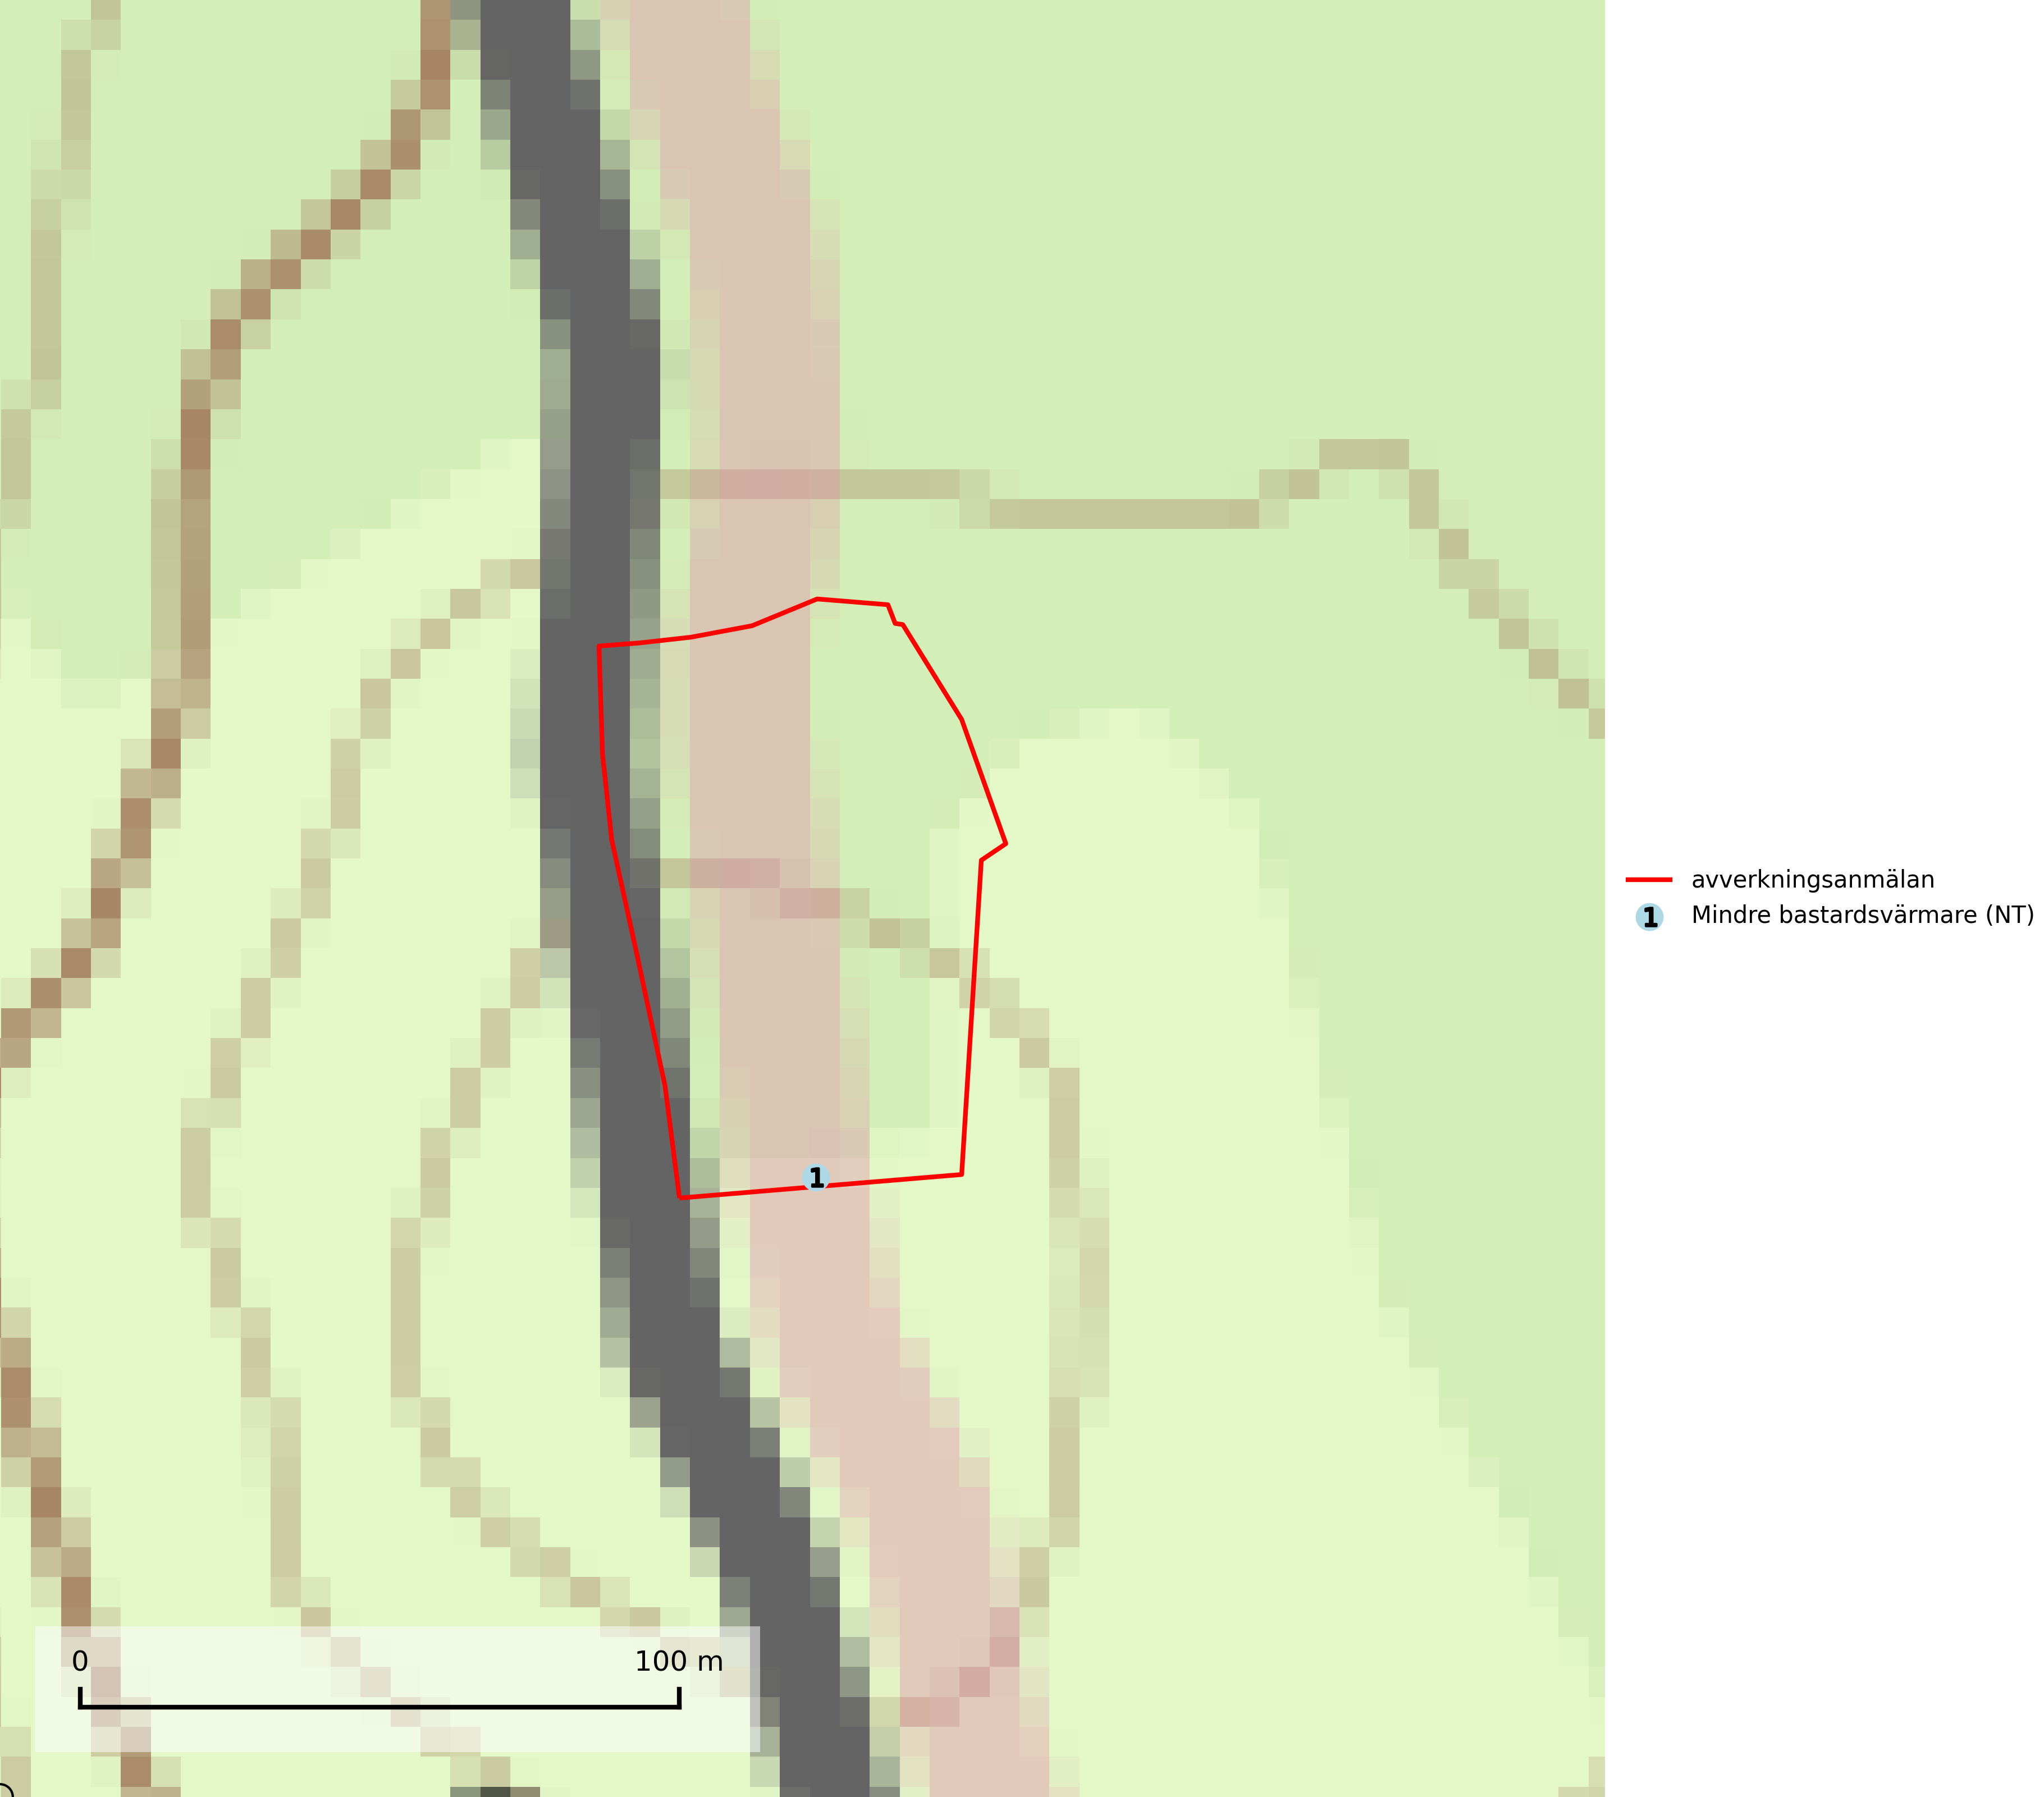 avverkningsanmälan
1 Mindre bastardsvärmare (NT)
1
0 100 m